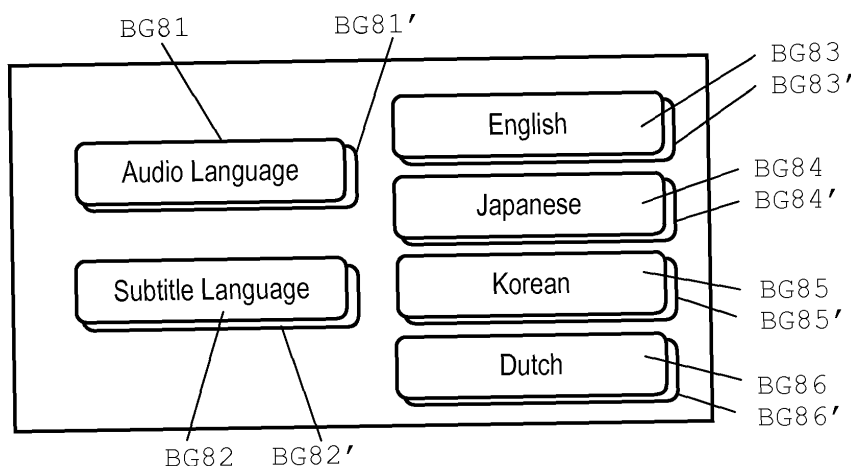 BG81
BG81'
BG83
BG83'
English
Audio Language
BG84
BG84'
Japanese
Subtitle Language
Korean
BG85
BG85'
Dutch
BG86
BG86'
BG82
BG82'